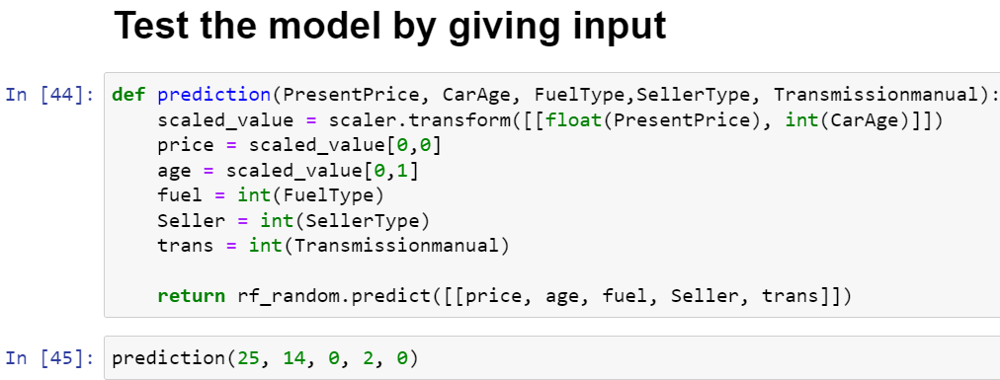 Test the model by giving input
In [44]: def prediction(PresentPrice, CarAge, FuelType,SellerType, Transmissionmanual):
    scaled_value = scaler.transform([[float(PresentPrice), int(CarAge)]])
    price = scaled_value[0,0]
    age = scaled_value[0,1]
    fuel = int(FuelType)
    Seller = int(SellerType)
    trans = int(Transmissionmanual)
    return rf_random.predict([[price, age, fuel, Seller, trans]])
In [45]: prediction(25, 14, 0, 2, 0)